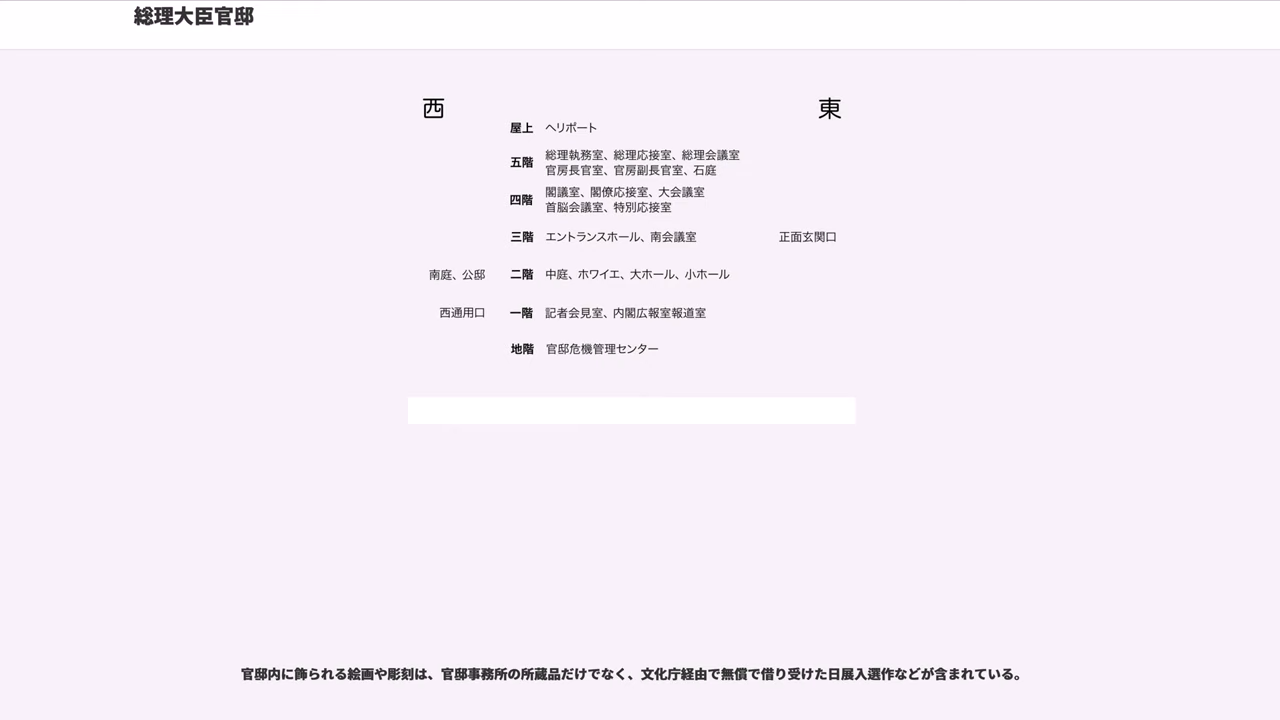 総理大臣官邸
西
東
屋上 ヘリポート
五階 総理執務室、総理応接室、総理会議室
官房長官室、官房副長官室、石庭
四階 閣議室、閣僚応接室、大会議室
首脳会議室、特別応接室
三階 エントランスホール、南会議室 正面玄関口
南庭、公邸 二階 中庭、ホワイエ、大ホール、小ホール
西通用口 一階 記者会見室、内閣広報室報道室
地階 官邸危機管理センター
官邸内に飾られる絵画や彫刻は、官邸事務所の所蔵品だけでなく、文化庁経由で無償で借り受けた日展入選作などが含まれている。